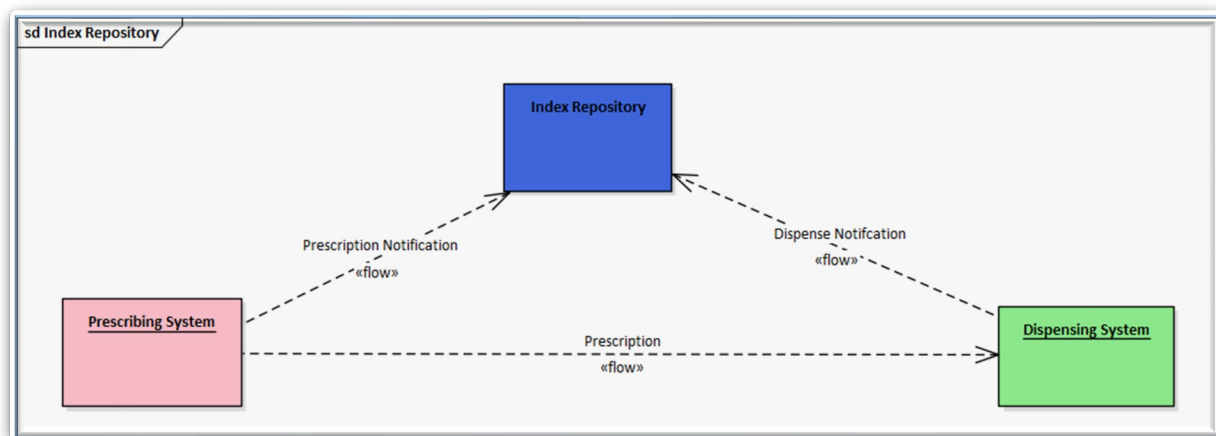 sd Index Repository
Index Repository
Prescription Notification
«flow»
Dispense Notifcation
«flow»
Prescribing System
Prescription
«flow»
Dispensing System